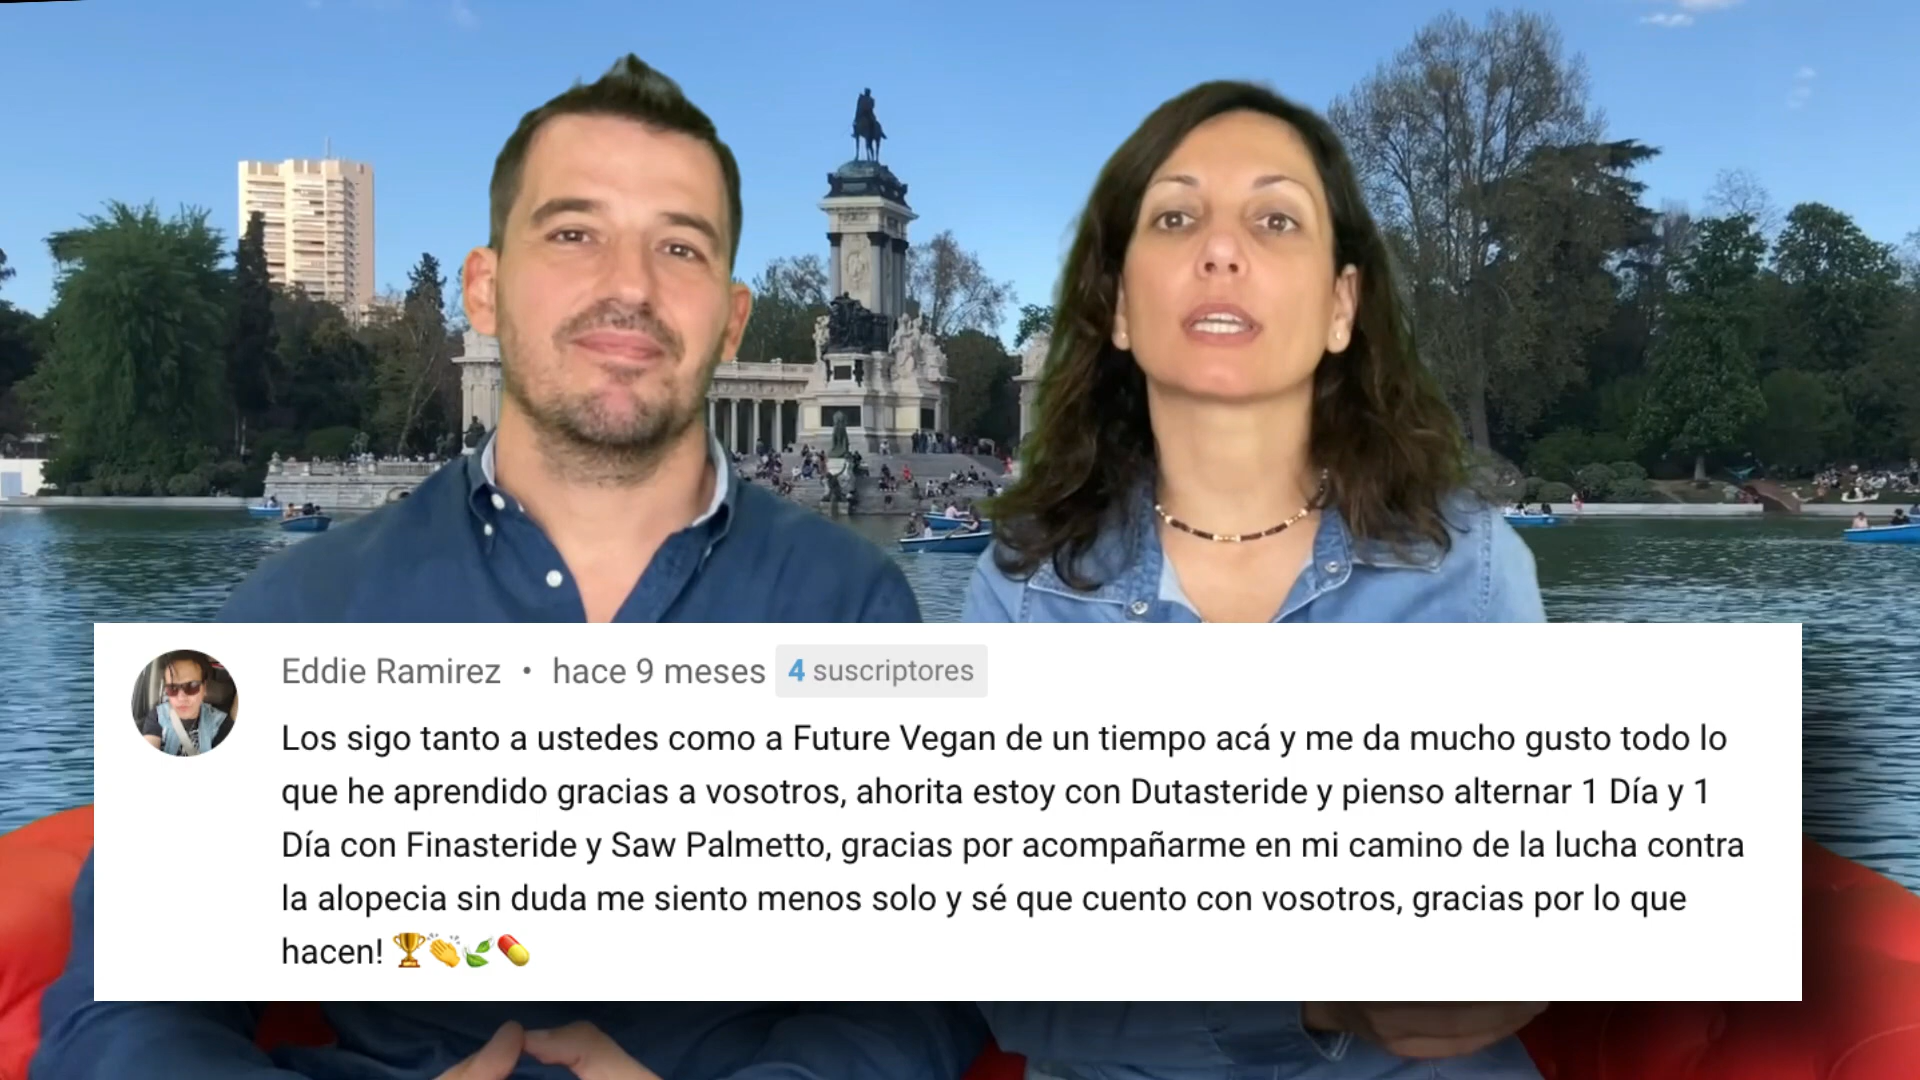 Eddie Ramirez • hace 9 meses 4 suscriptores
Los sigo tanto a ustedes como a Future Vegan de un tiempo acá y me da mucho gusto todo lo
que he aprendido gracias a vosotros, ahorita estoy con Dutasteride y pienso alternar 1 Día y 1
Día con Finasteride y Saw Palmetto, gracias por acompañarme en mi camino de la lucha contra
la alopecia sin duda me siento menos solo y sé que cuento con vosotros, gracias por lo que
hacen! 🏆👏🌿💊